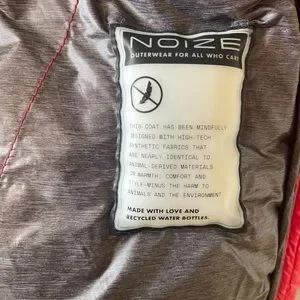 NOIZE
OUTERWEAR FOR ALL WHO CARE
THIS COAT HAS BEEN MINDFULLY
DESIGNED WITH HIGH-TECH
SYNTHETIC FABRICS THAT
ARE NEARLY IDENTICAL TO
ANIMAL-DERIVED MATERIALS
IN WARMTH, COMFORT AND
STYLE-MINUS THE HARM TO
ANIMALS AND THE ENVIRONMENT
MADE WITH LOVE AND
RECYCLED WATER BOTTLES.